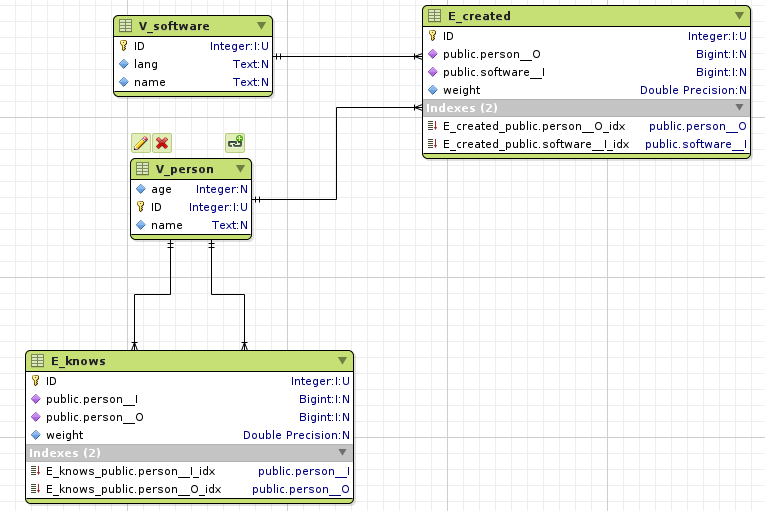 V_software
ID Integer:I:U
lang Text:N
name Text:N
E_created
ID Integer:I:U
public.person__O Bigint:I:N
public.software__I Bigint:I:N
weight Double Precision:N
Indexes (2)
E_created_public.person__O_idx public.person__O
E_created_public.software__I_idx public.software__I
V_person
age Integer:N
ID Integer:I:U
name Text:N
E_knows
ID Integer:I:U
public.person__I Bigint:I:N
public.person__O Bigint:I:N
weight Double Precision:N
Indexes (2)
E_knows_public.person__I_idx public.person__I
E_knows_public.person__O_idx public.person__O